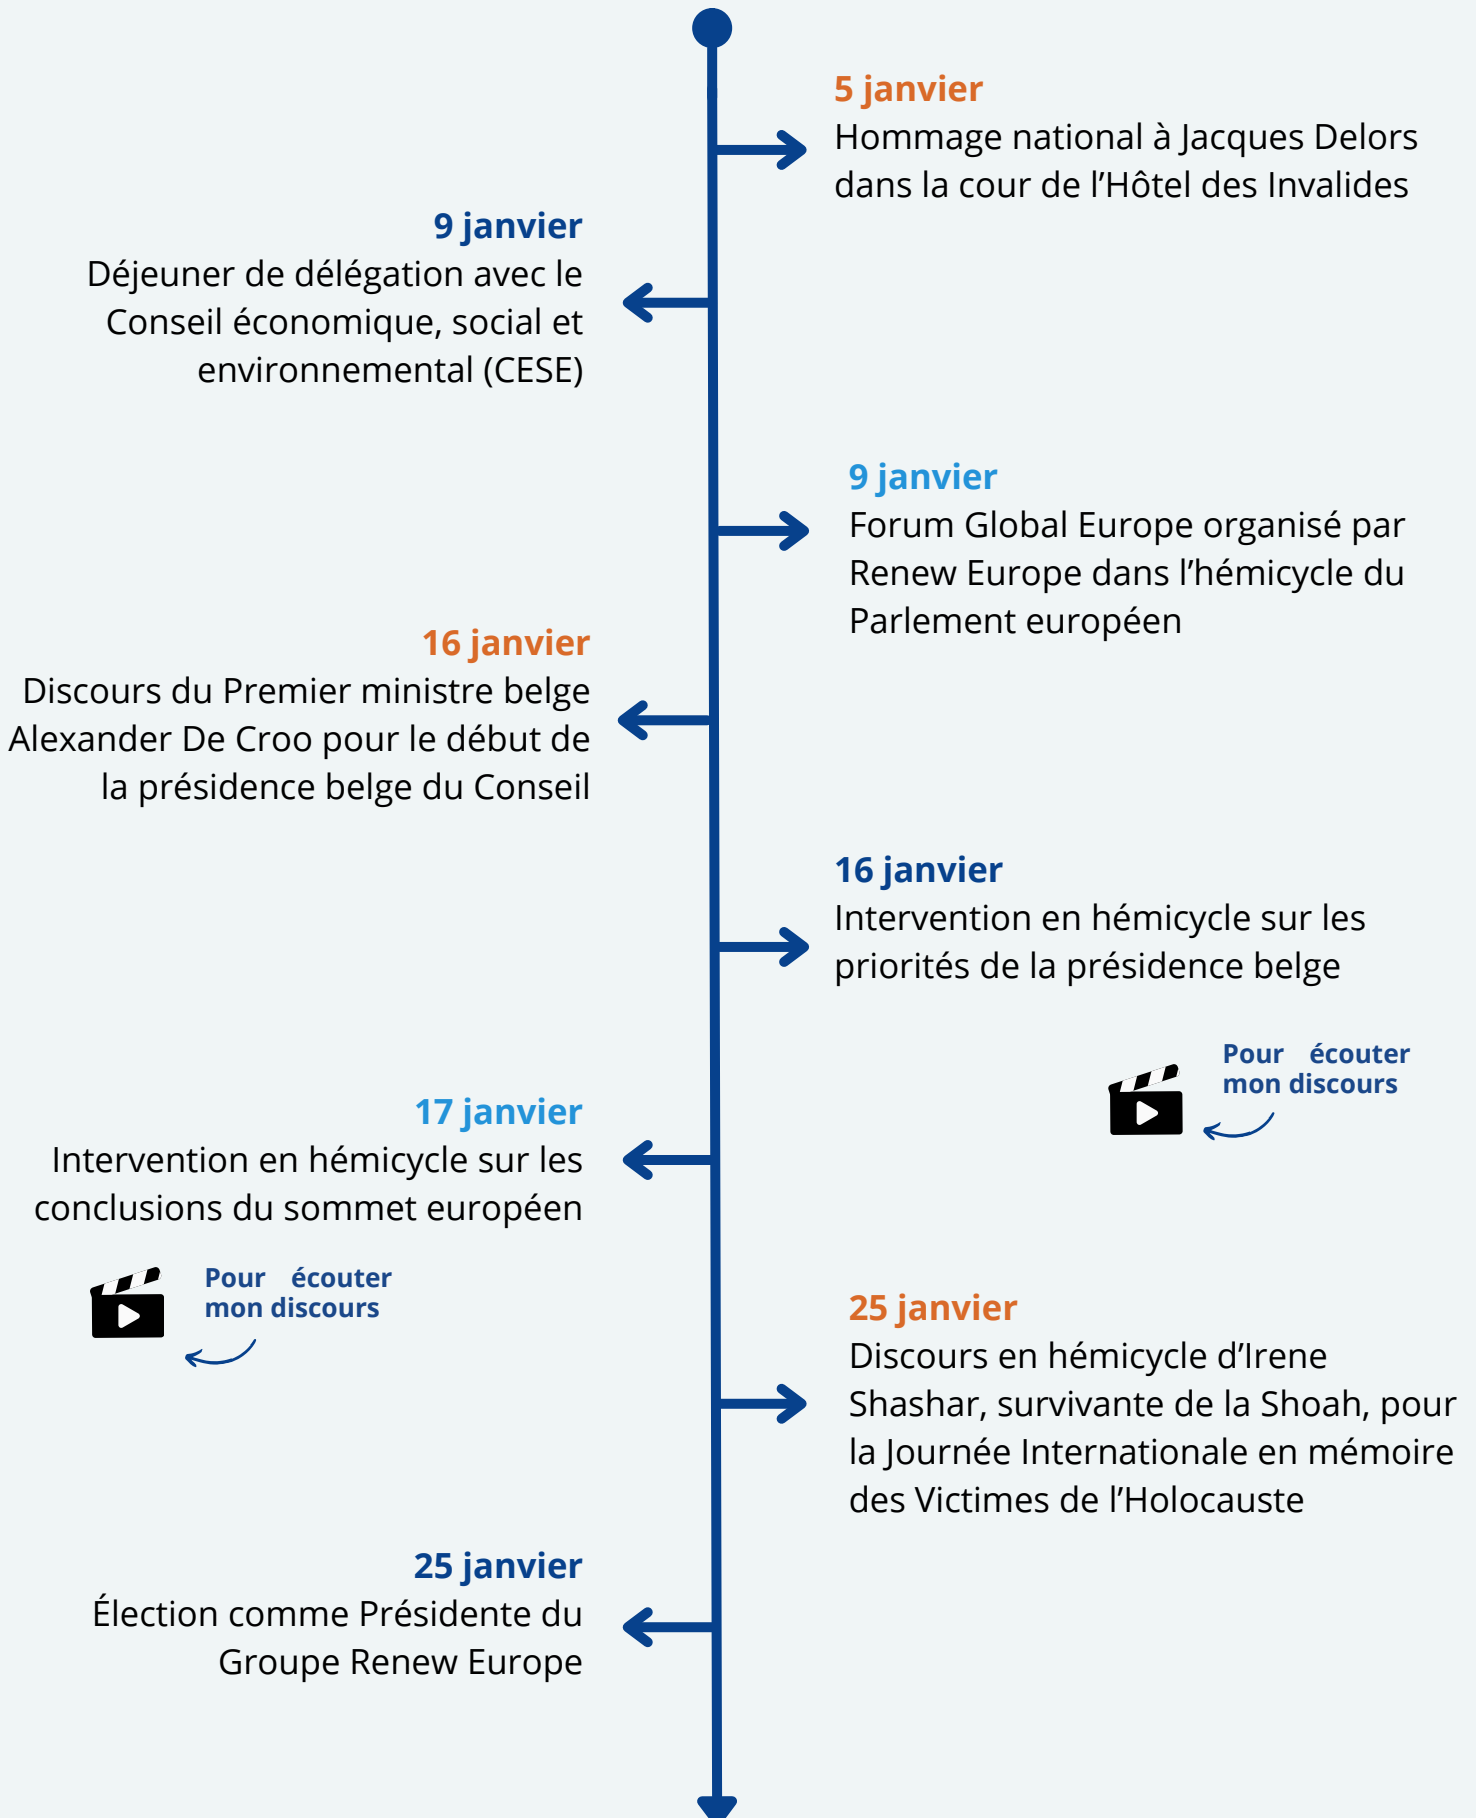 5 janvier
Hommage national à Jacques Delors
dans la cour de l’Hôtel des Invalides
9 janvier
Déjeuner de délégation avec le
Conseil économique, social et
environnemental (CESE)
9 janvier
Forum Global Europe organisé par
Renew Europe dans l’hémicycle du
Parlement européen
16 janvier
Discours du Premier ministre belge
Alexander De Croo pour le début de
la présidence belge du Conseil
16 janvier
Intervention en hémicycle sur les
priorités de la présidence belge
Pour écouter
mon discours
17 janvier
Intervention en hémicycle sur les
conclusions du sommet européen
Pour écouter
mon discours
25 janvier
Discours en hémicycle d’Irene
Shashar, survivante de la Shoah, pour
la Journée Internationale en mémoire
des Victimes de l’Holocauste
25 janvier
Élection comme Présidente du
Groupe Renew Europe